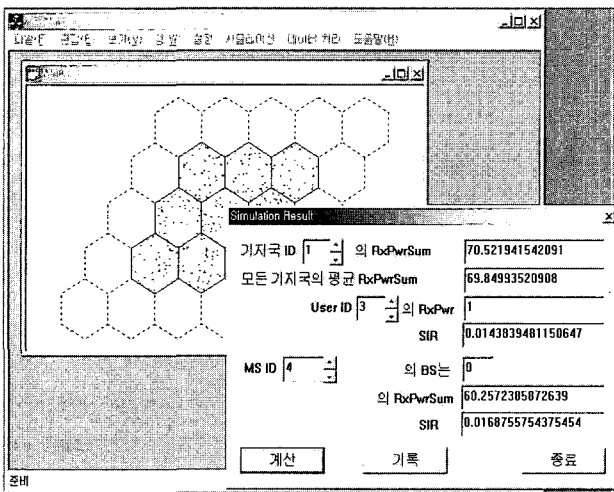 Simulation Result
기지국 ID 1 의 RxPwrSum 70.521941542091
모든 기지국의 평균 RxPwrSum 69.84993520908
User ID 3 의 RxPwr 1
SIR 0.0143839481150647
MS ID 4 의 BS는 0
의 RxPwrSum 60.2572385872639
SIR 0.0168755754375454
계산 기록 종료
준비